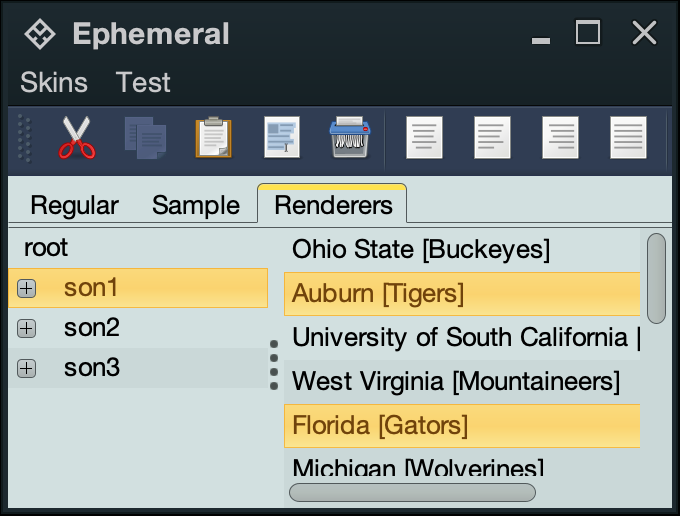 Ephemeral
Skins Test
Regular Sample Renderers
root
son1
son2
son3
Ohio State [Buckeyes]
Auburn [Tigers]
University of South California [
West Virginia [Mountaineers]
Florida [Gators]
Michigan [Wolverines]